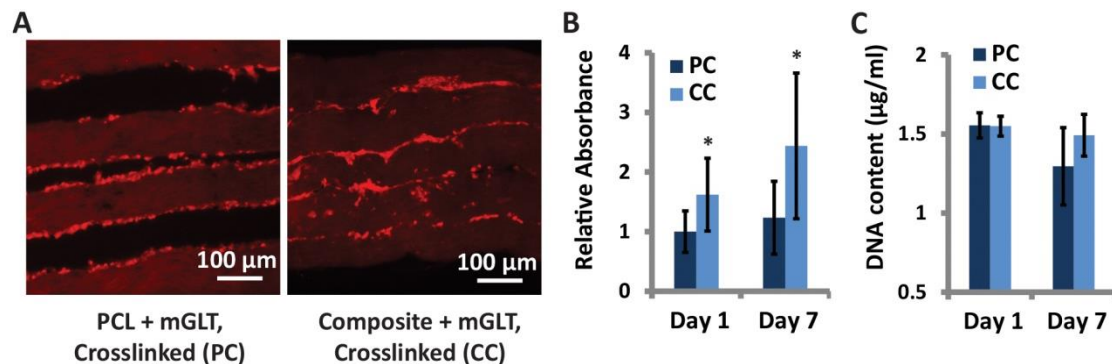 A
100 µm
100 µm
PCL + mGLT,
Crosslinked (PC)
Composite + mGLT,
Crosslinked (CC)
B
Relative Absorbance
4
3
2
1
0
PC
CC
*
*
Day 1
Day 7
C
DNA content (µg/ml)
2
1.5
1
0.5
PC
CC
Day 1
Day 7